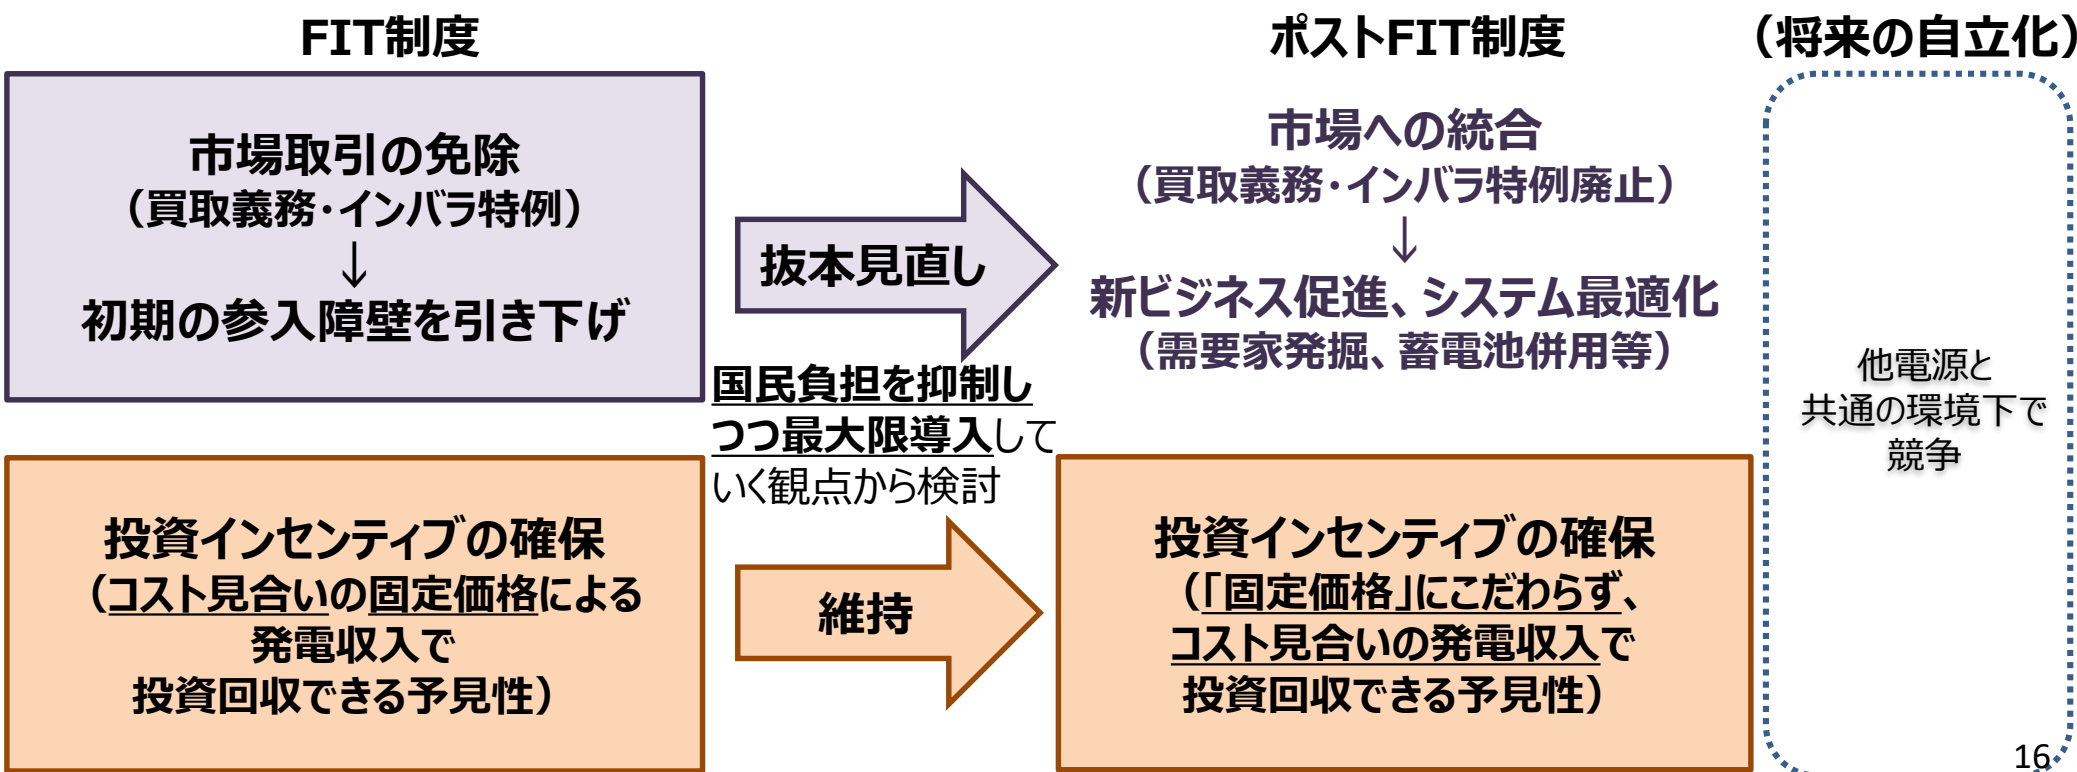 FIT制度
市場取引の免除
（買取義務・インバラ特例）
↓
初期の参入障壁を引き下げ
投資インセンティブの確保
（コスト見合いの固定価格による
発電収入で
投資回収できる予見性）
抜本見直し
国民負担を抑制し
つつ最大限導入して
いく観点から検討
維持
ポストFIT制度
市場への統合
（買取義務・インバラ特例廃止）
↓
新ビジネス促進、システム最適化
（需要家発掘、蓄電池併用等）
投資インセンティブの確保
（「固定価格」にこだわらず、
コスト見合いの発電収入で
投資回収できる予見性）
（将来の自立化）
他電源と
共通の環境下で
競争
16